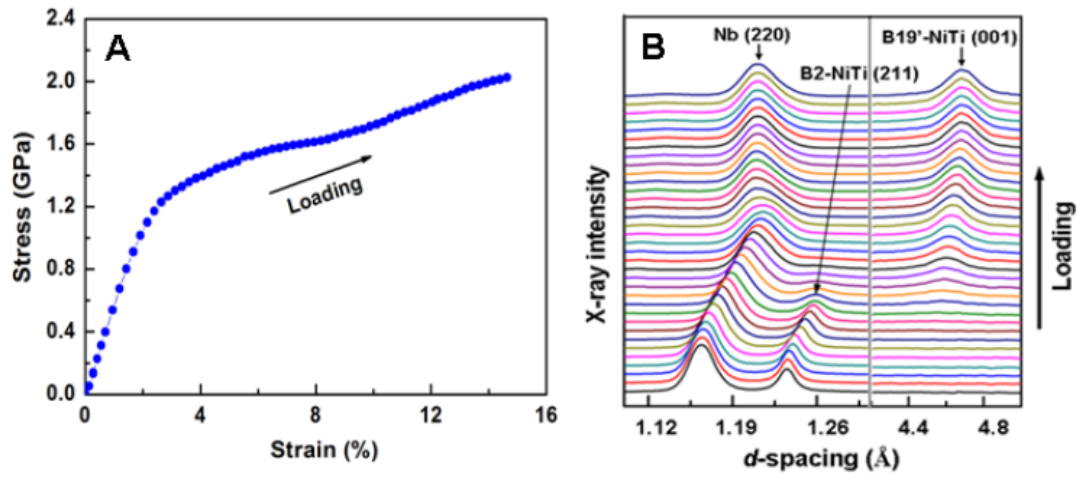 A
2.4
2.0
1.6
1.2
0.8
0.4
0.0
Stress (GPa)
Loading
0 4 8 12 16
Strain (%)
B
Nb (220)
B19'-NiTi (001)
B2-NiTi (211)
X-ray intensity
Loading
1.12 1.19 1.26 4.4 4.8
d-spacing (Å)